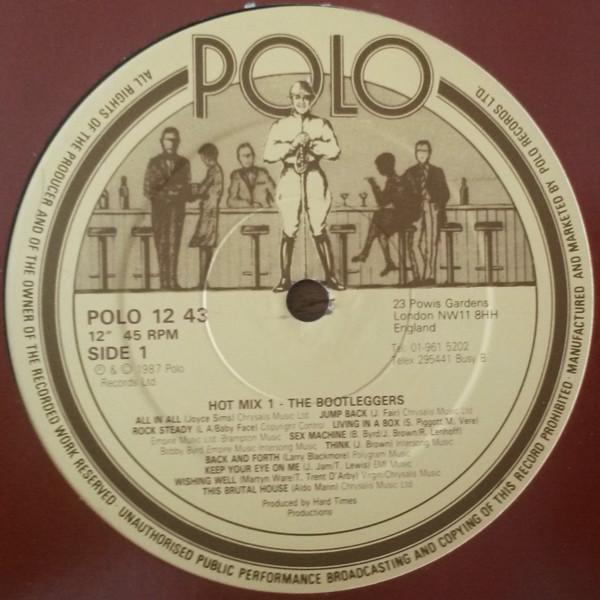 POLO
POLO 12 43
12" 45 RPM
SIDE 1
Ⓟ & © 1987 Polo
Records Ltd.
23 Powis Gardens
London NW11 8HH
England
Tel: 01-961 5202
Telex 295441 Busy B
HOT MIX 1 - THE BOOTLEGGERS
ALL IN ALL (Joyce Sims) Chrysalis Music Ltd. JUMP BACK (J. Fair) Chrysalis Music Ltd
ROCK STEADY (L.A/Baby Face) Copyright Control LIVING IN A BOX (S. Piggott M. Vere)
Empire Music Ltd. Brampton Music SEX MACHINE (B. Byrd/J. Brown/R. Lenhoff)
Bobby Byrd Empire Music Intersong Music THINK (J. Brown) Intersong Music
BACK AND FORTH (Larry Blackmore) Polygram Music
KEEP YOUR EYE ON ME (J. Jam/T. Lewis) EMI Music
WISHING WELL (Martyn Ware/T. Trent D'Arby) Virgin/Chrysalis Music
THIS BRUTAL HOUSE (Aldo Marin) Chrysalis Music Ltd
Produced by Hard Times
Productions
ALL RIGHTS OF THE PRODUCER AND OF THE OWNER OF THE RECORDED WORK RESERVED · UNAUTHORISED PUBLIC PERFORMANCE BROADCASTING AND COPYING OF THIS RECORD PROHIBITED · MANUFACTURED AND MARKETED BY POLO RECORDS LTD.